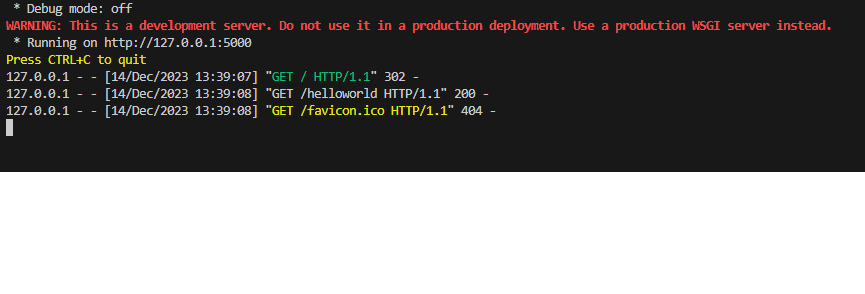 * Debug mode: off
WARNING: This is a development server. Do not use it in a production deployment. Use a production WSGI server instead.
* Running on http://127.0.0.1:5000
Press CTRL+C to quit
127.0.0.1 - - [14/Dec/2023 13:39:07] "GET / HTTP/1.1" 302 -
127.0.0.1 - - [14/Dec/2023 13:39:08] "GET /helloworld HTTP/1.1" 200 -
127.0.0.1 - - [14/Dec/2023 13:39:08] "GET /favicon.ico HTTP/1.1" 404 -